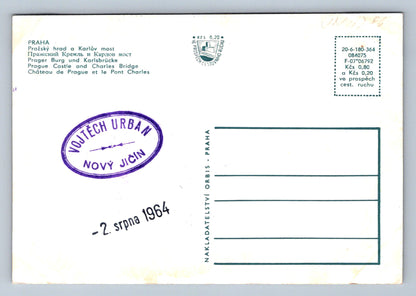 PRAHA
Pražský hrad a Karlův most
Пражский Кремль и Карлов мост
Prager Burg und Karlsbrücke
Prague Castle and Charles Bridge
Château de Prague et le Pont Charles
Kčs 0,20
20-6-180-364
084075
F-07*06792
Kčs 0,80
a Kčs 0,20
ve prospěch
cest. ruchu
VOJTĚCH URBAN
NOVÝ JIČÍN
-2. srpna 1964
NAKLADATELSTVÍ ORBIS - PRAHA